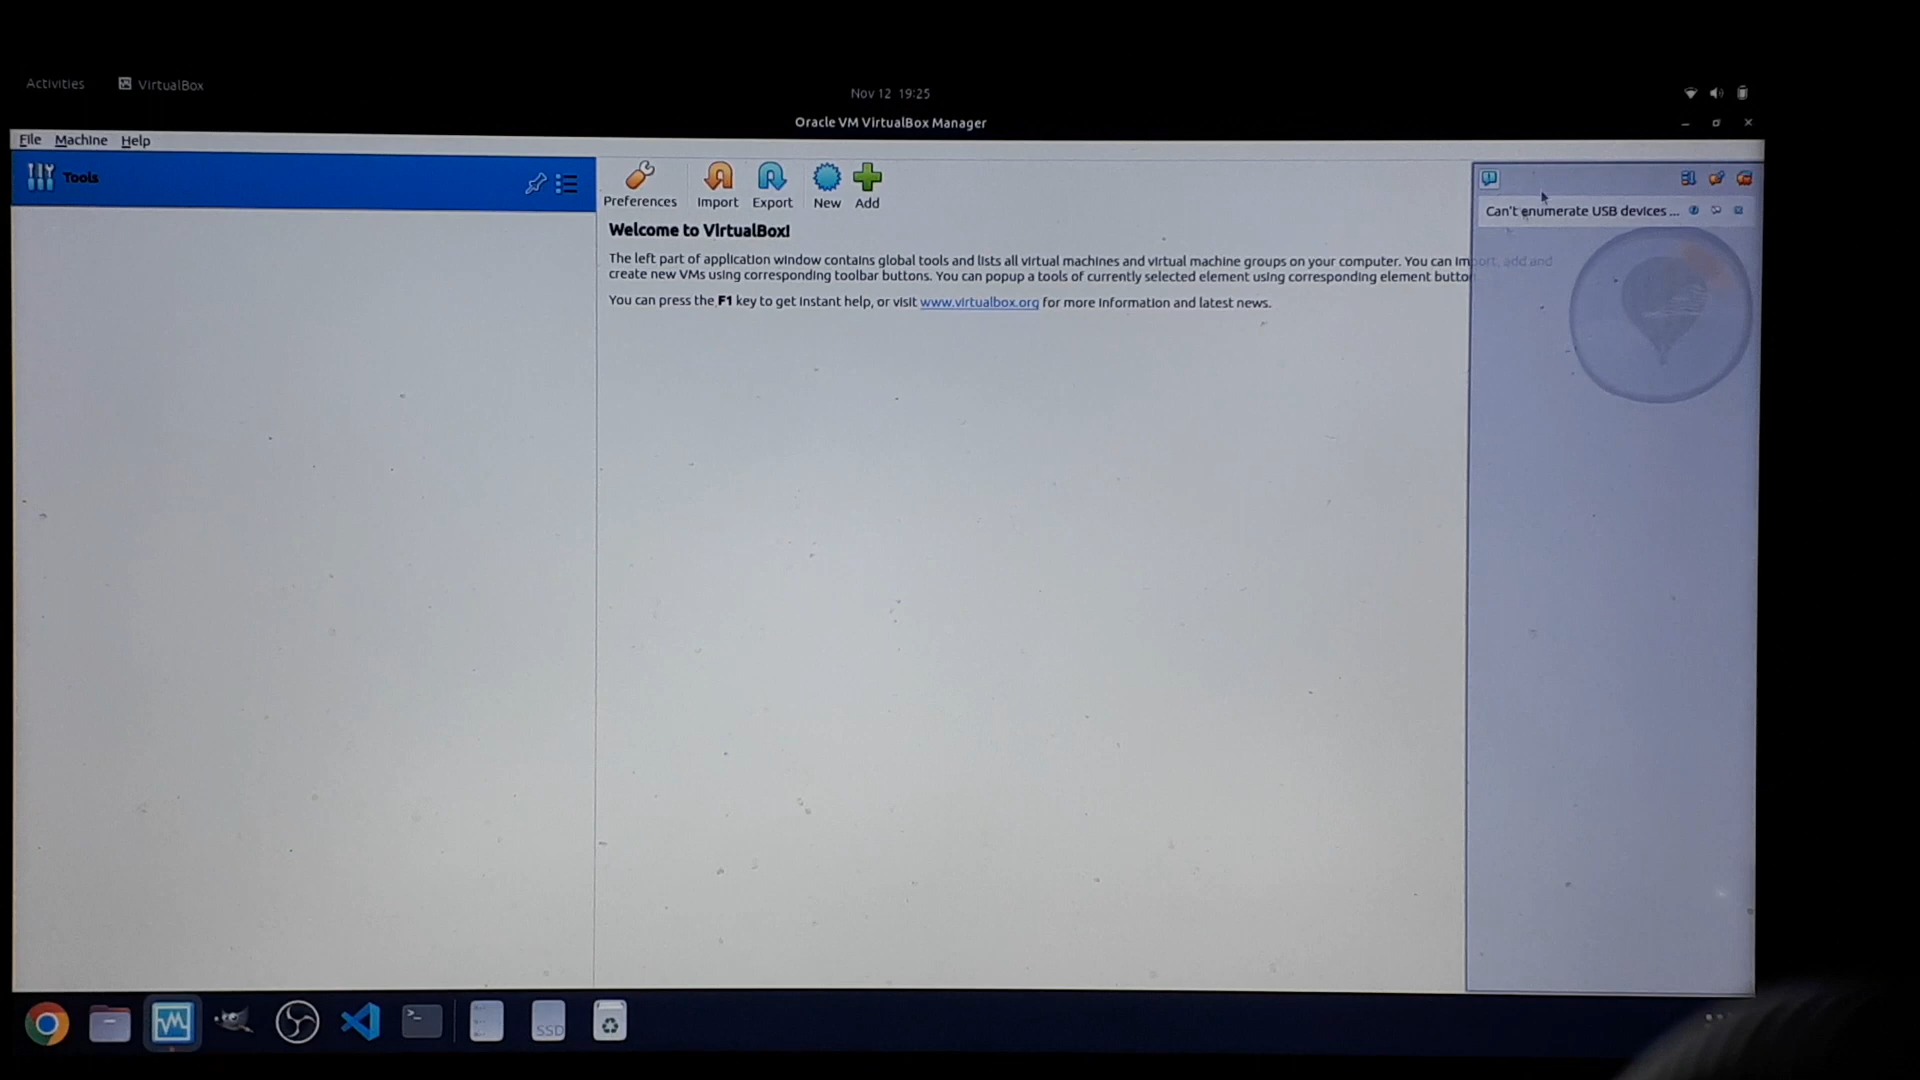 Activities
VirtualBox
Nov 12 19:25
Oracle VM VirtualBox Manager
File Machine Help
Tools
Preferences Import Export New Add
Can't enumerate USB devices ...
Welcome to VirtualBox!
The left part of application window contains global tools and lists all virtual machines and virtual machine groups on your computer. You can import, add and
create new VMs using corresponding toolbar buttons. You can popup a tools of currently selected element using corresponding element button
You can press the F1 key to get instant help, or visit www.virtualbox.org for more information and latest news.
SSD